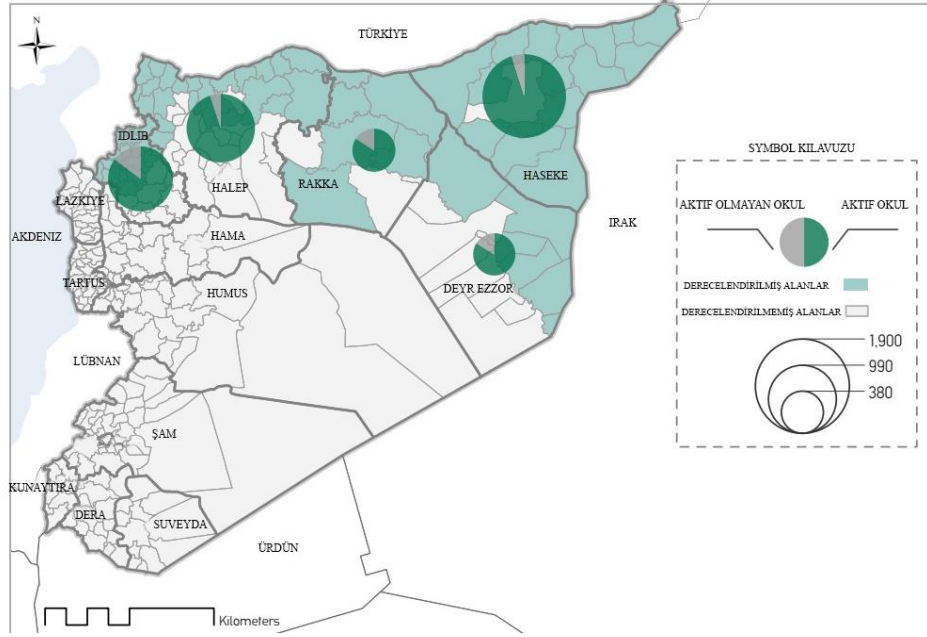 N
TÜRKİYE
IDLIB
HALEP
RAKKA
HASEKE
LAZKIYE
AKDENIZ
HAMA
IRAK
TARTUS
HUMUS
DEYR EZZOR
LÜBNAN
ŞAM
KUNAYTIRA
DERA
SUVEYDA
ÜRDÜN
Kilometers
SYMBOL KILAVUZU
AKTIF OLMAYAN OKUL
AKTIF OKUL
DERECELENDİRİLMİŞ ALANLAR
DERECELENDİRİLMEMİŞ ALANLAR
1,900
990
380